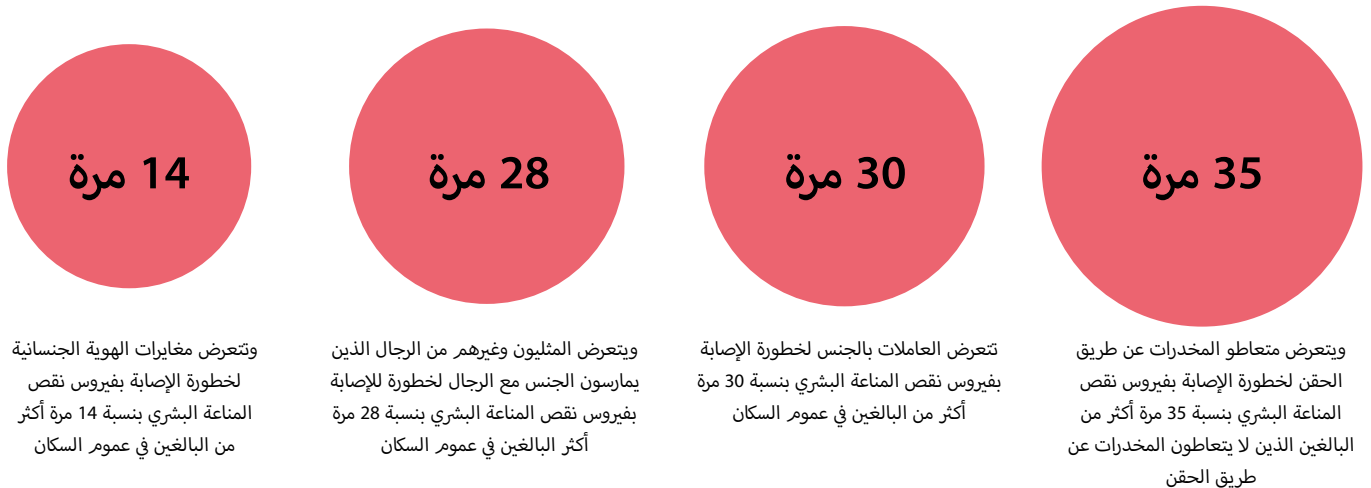 35 مرة
ويتعرض متعاطو المخدرات عن طريق
الحقن لخطورة الإصابة بفيروس نقص
المناعة البشري بنسبة 35 مرة أكثر من
البالغين الذين لا يتعاطون المخدرات عن
طريق الحقن
30 مرة
تتعرض العاملات بالجنس لخطورة الإصابة
بفيروس نقص المناعة البشري بنسبة 30 مرة
أكثر من البالغين في عموم السكان
28 مرة
ويتعرض المثليون وغيرهم من الرجال الذين
يمارسون الجنس مع الرجال لخطورة للإصابة
بفيروس نقص المناعة البشري بنسبة 28 مرة
أكثر البالغين في عموم السكان
14 مرة
وتتعرض مغايرات الهوية الجنسانية
لخطورة الإصابة بفيروس نقص
المناعة البشري بنسبة 14 مرة أكثر
من البالغين في عموم السكان